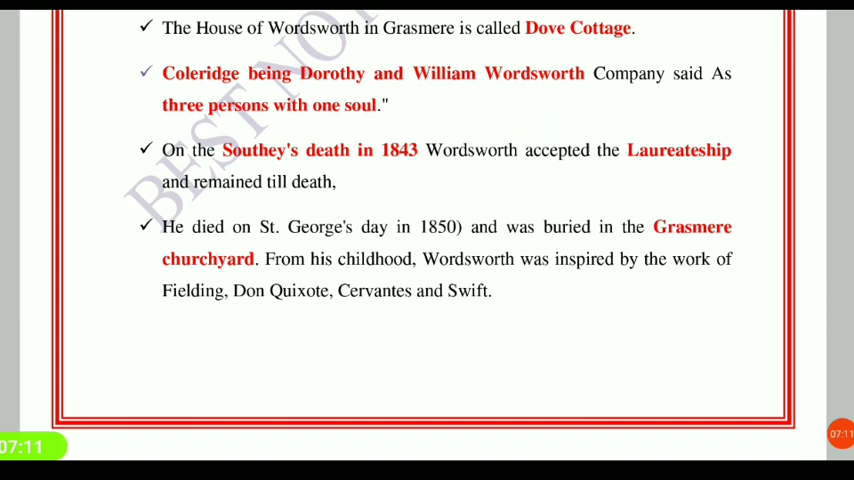 ✓ The House of Wordsworth in Grasmere is called Dove Cottage.
✓ Coleridge being Dorothy and William Wordsworth Company said As
three persons with one soul."
✓ On the Southey's death in 1843 Wordsworth accepted the Laureateship
and remained till death,
✓ He died on St. George's day in 1850) and was buried in the Grasmere
churchyard. From his childhood, Wordsworth was inspired by the work of
Fielding, Don Quixote, Cervantes and Swift.
BEST NO
07:11
07:11